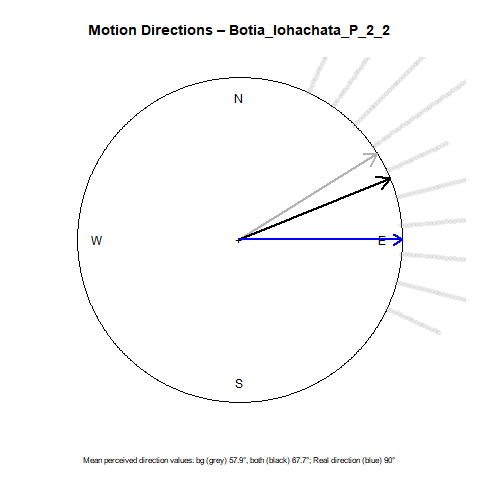 Motion Directions – Botia_lohachata_P_2_2
N
W
E
S
Mean perceived direction values: bg (grey) 57.9°, both (black) 67.7°; Real direction (blue) 90°